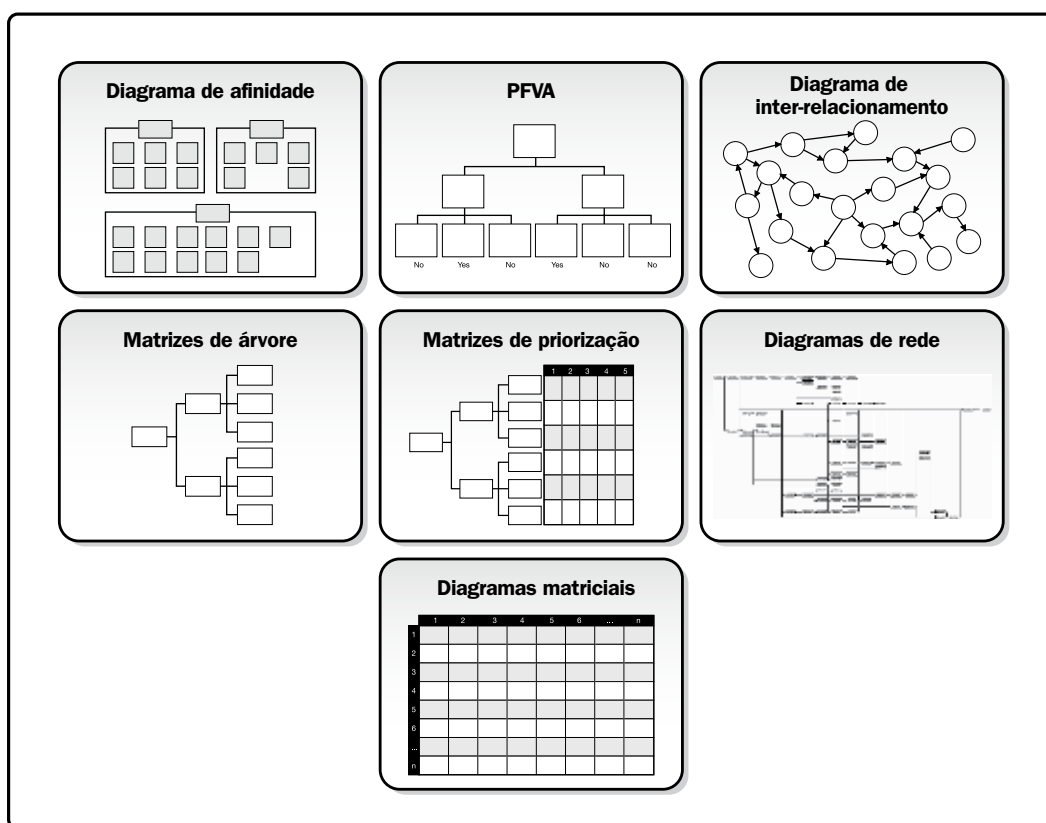 Diagrama de afinidade
PFVA
No Yes No Yes No No
Diagrama de
inter-relacionamento
Matrizes de árvore
Matrizes de priorização
1 2 3 4 5
Diagramas de rede
Diagramas matriciais
1 2 3 4 5 6 ... n
1
2
3
4
5
6
...
n